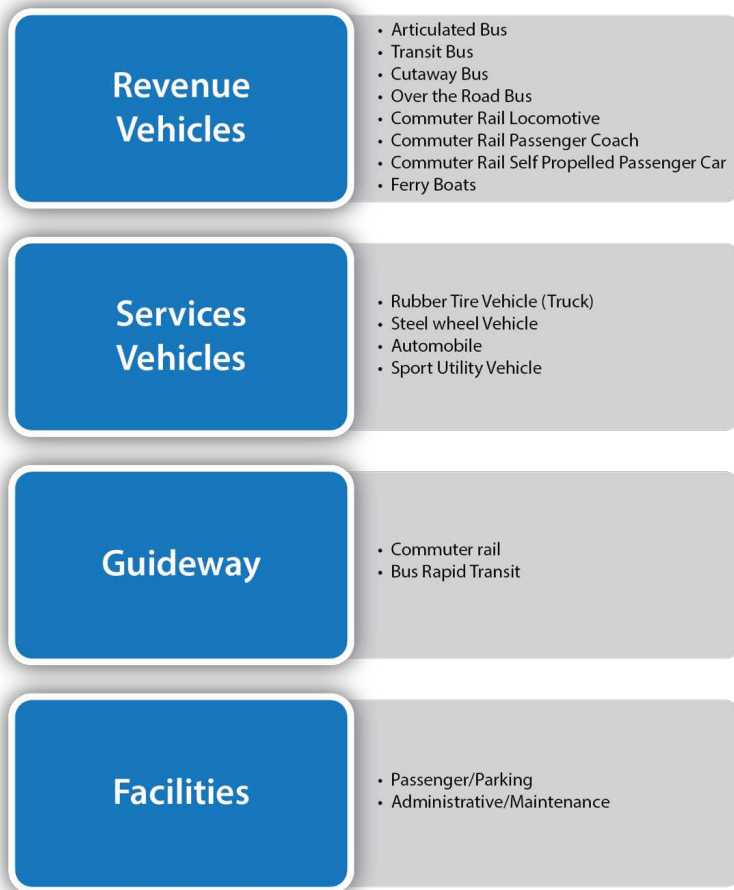 Revenue
Vehicles
• Articulated Bus
• Transit Bus
• Cutaway Bus
• Over the Road Bus
• Commuter Rail Locomotive
• Commuter Rail Passenger Coach
• Commuter Rail Self Propelled Passenger Car
• Ferry Boats
Services
Vehicles
• Rubber Tire Vehicle (Truck)
• Steel wheel Vehicle
• Automobile
• Sport Utility Vehicle
Guideway
• Commuter rail
• Bus Rapid Transit
Facilities
• Passenger/Parking
• Administrative/Maintenance